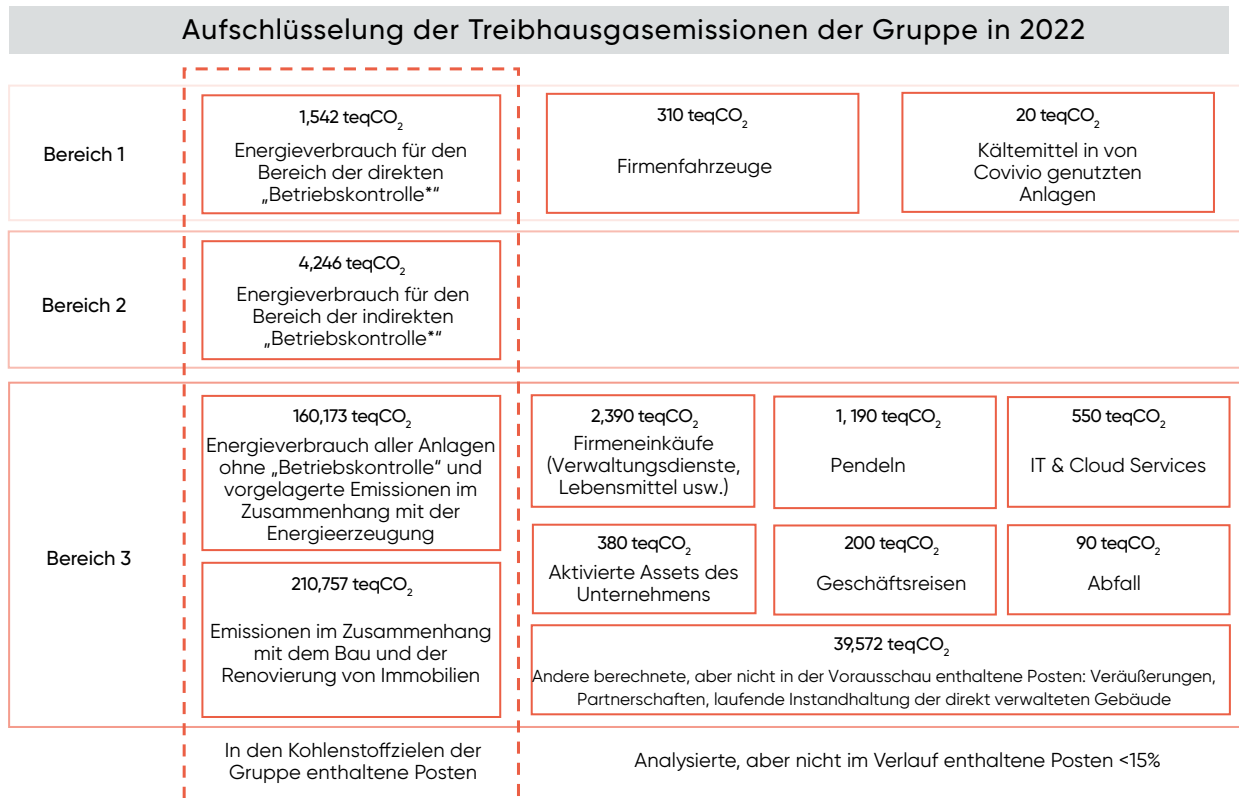 Aufschlüsselung der Treibhausgasemissionen der Gruppe in 2022
Bereich 1
1,542 teqCO₂
Energieverbrauch für den
Bereich der direkten
„Betriebskontrolle*“
310 teqCO₂
Firmenfahrzeuge
20 teqCO₂
Kältemittel in von
Covivio genutzten
Anlagen
Bereich 2
4,246 teqCO₂
Energieverbrauch für den
Bereich der indirekten
„Betriebskontrolle*“
Bereich 3
160,173 teqCO₂
Energieverbrauch aller Anlagen
ohne „Betriebskontrolle“ und
vorgelagerte Emissionen im
Zusammenhang mit der
Energieerzeugung
2,390 teqCO₂
Firmeneinkäufe
(Verwaltungsdienste,
Lebensmittel usw.)
1, 190 teqCO₂
Pendeln
550 teqCO₂
IT & Cloud Services
380 teqCO₂
Aktivierte Assets des
Unternehmens
200 teqCO₂
Geschäftsreisen
90 teqCO₂
Abfall
210,757 teqCO₂
Emissionen im Zusammenhang
mit dem Bau und der
Renovierung von Immobilien
39,572 teqCO₂
Andere berechnete, aber nicht in der Vorausschau enthaltene Posten: Veräußerungen,
Partnerschaften, laufende Instandhaltung der direkt verwalteten Gebäude
In den Kohlenstoffzielen der
Gruppe enthaltene Posten
Analysierte, aber nicht im Verlauf enthaltene Posten <15%